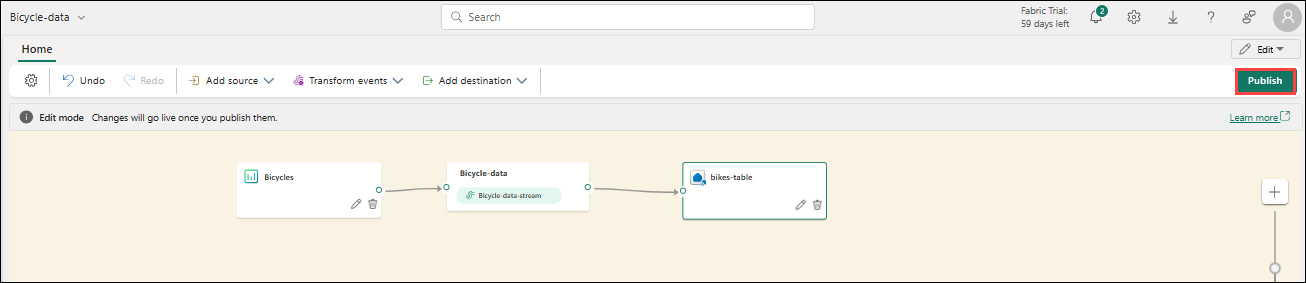 Bicycle-data
Search
Fabric Trial:
59 days left
2
?
Home
Edit
Undo
Redo
Add source
Transform events
Add destination
Publish
Edit mode Changes will go live once you publish them.
Learn more
Bicycles
Bicycle-data
Bicycle-data-stream
bikes-table